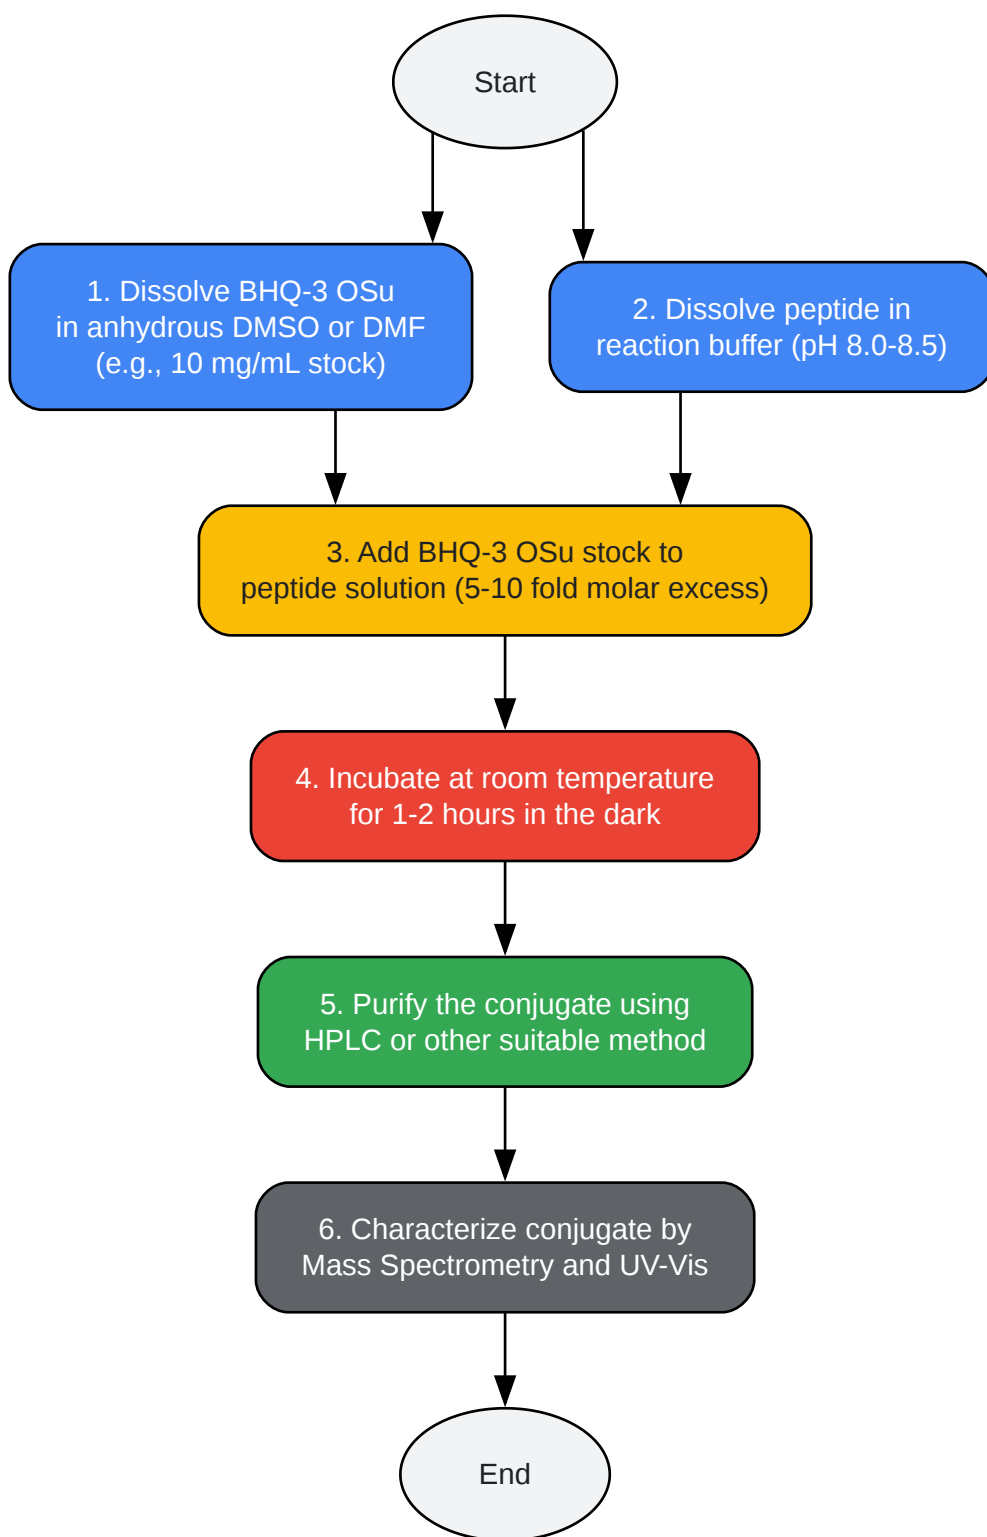 Start
1. Dissolve BHQ-3 OSu
in anhydrous DMSO or DMF
(e.g., 10 mg/mL stock)
2. Dissolve peptide in
reaction buffer (pH 8.0-8.5)
3. Add BHQ-3 OSu stock to
peptide solution (5-10 fold molar excess)
4. Incubate at room temperature
for 1-2 hours in the dark
5. Purify the conjugate using
HPLC or other suitable method
6. Characterize conjugate by
Mass Spectrometry and UV-Vis
End